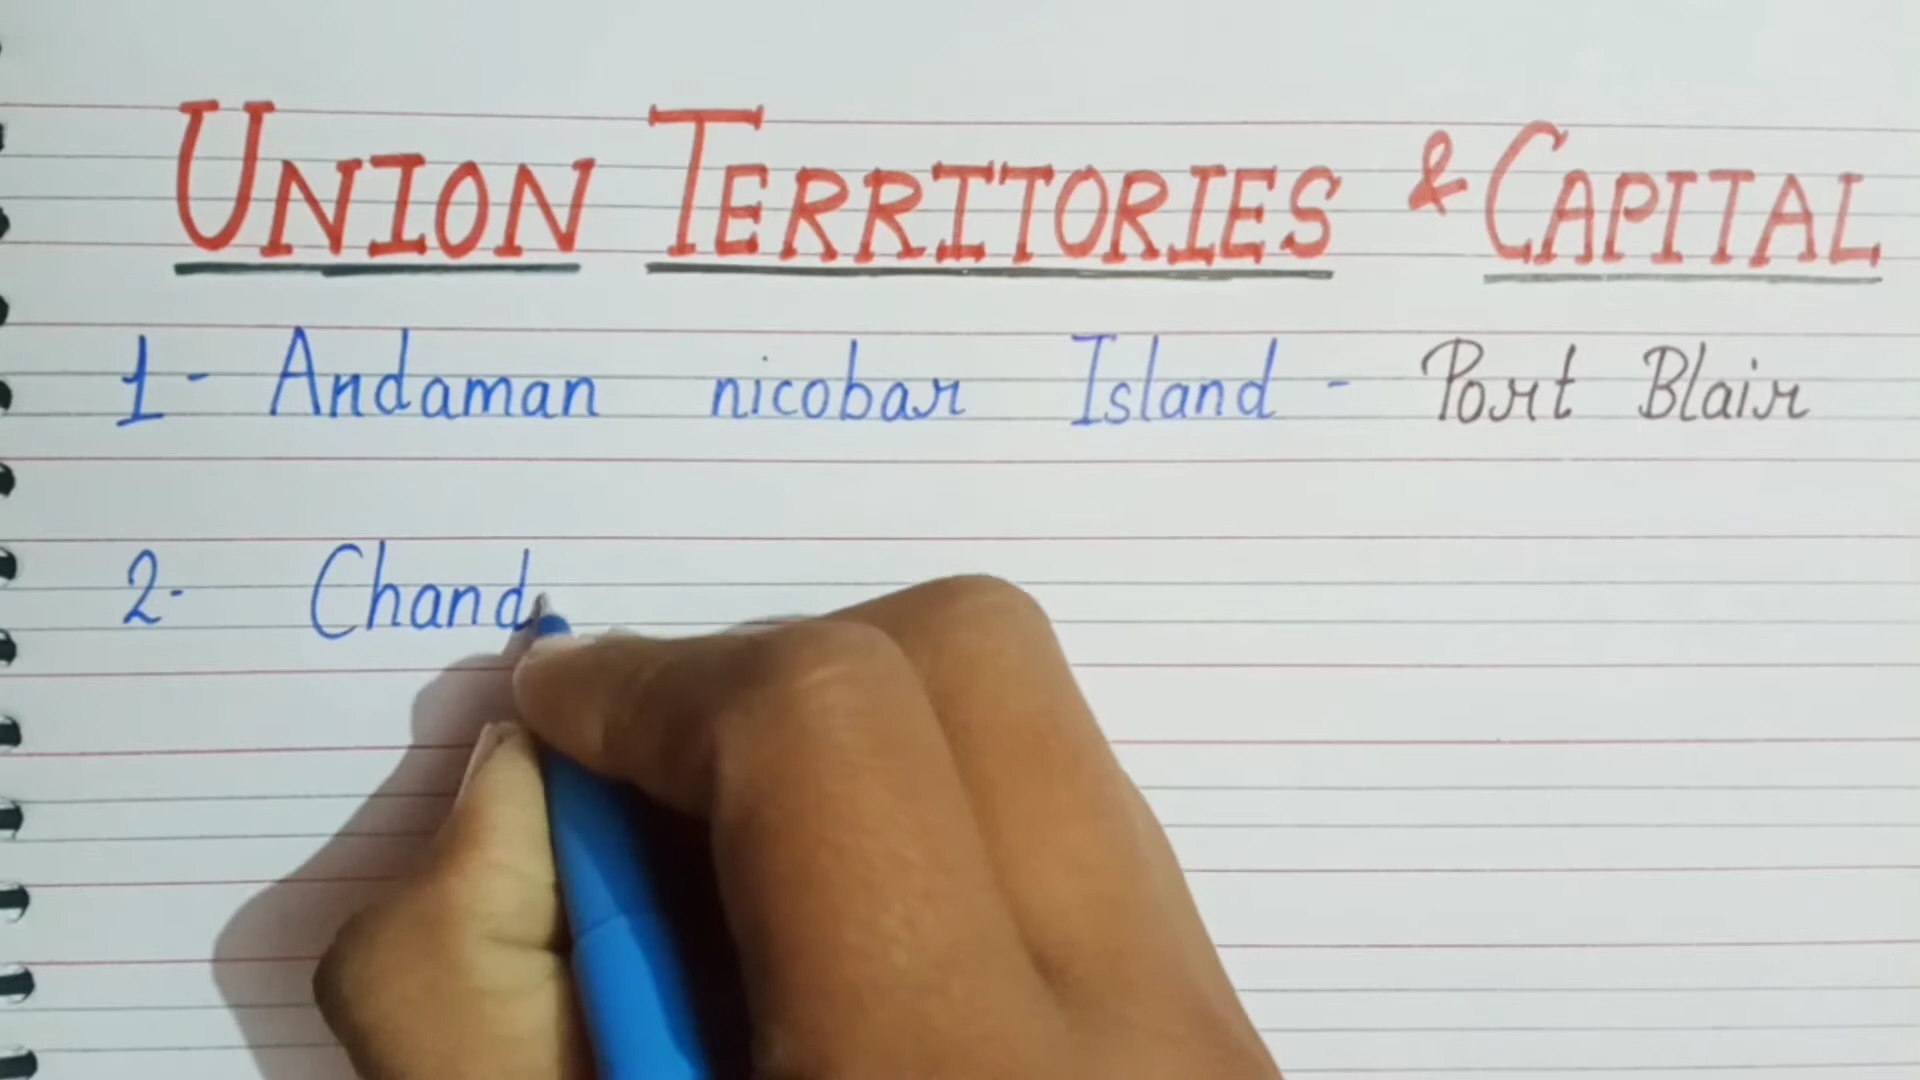 UNION TERRITORIES & CAPITAL
1- Andaman nicobar Island - Port Blair
2- Chand